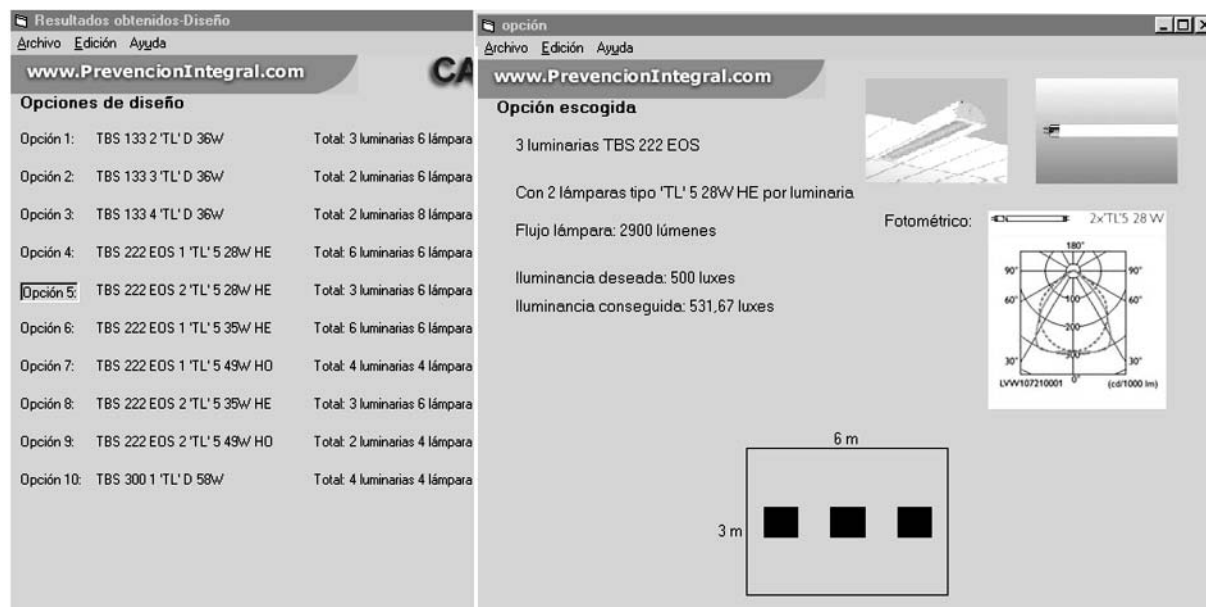 Resultados obtenidos-Diseño
Archivo Edición Ayuda
www.PrevencionIntegral.com
CA
Opciones de diseño
Opción 1: TBS 133 2 'TL' D 36W Total: 3 luminarias 6 lámpara
Opción 2: TBS 133 3 'TL' D 36W Total: 2 luminarias 6 lámpara
Opción 3: TBS 133 4 'TL' D 36W Total: 2 luminarias 8 lámpara
Opción 4: TBS 222 EOS 1 'TL' 5 28W HE Total: 6 luminarias 6 lámpara
Opción 5: TBS 222 EOS 2 'TL' 5 28W HE Total: 3 luminarias 6 lámpara
Opción 6: TBS 222 EOS 1 'TL' 5 35W HE Total: 6 luminarias 6 lámpara
Opción 7: TBS 222 EOS 1 'TL' 5 49W HO Total: 4 luminarias 4 lámpara
Opción 8: TBS 222 EOS 2 'TL' 5 35W HE Total: 3 luminarias 6 lámpara
Opción 9: TBS 222 EOS 2 'TL' 5 49W HO Total: 2 luminarias 4 lámpara
Opción 10: TBS 300 1 'TL' D 58W Total: 4 luminarias 4 lámpara
opción
Archivo Edición Ayuda
www.PrevencionIntegral.com
Opción escogida
3 luminarias TBS 222 EOS
Con 2 lámparas tipo 'TL' 5 28W HE por luminaria
Flujo lámpara: 2900 lúmenes
Iluminancia deseada: 500 luxes
Iluminancia conseguida: 531,67 luxes
Fotométrico:
2x'TL'5 28 W
180°
90° 90°
60° 100 60°
200
30° 300 30°
LVW107210001 0° (cd/1000 lm)
6 m
3 m